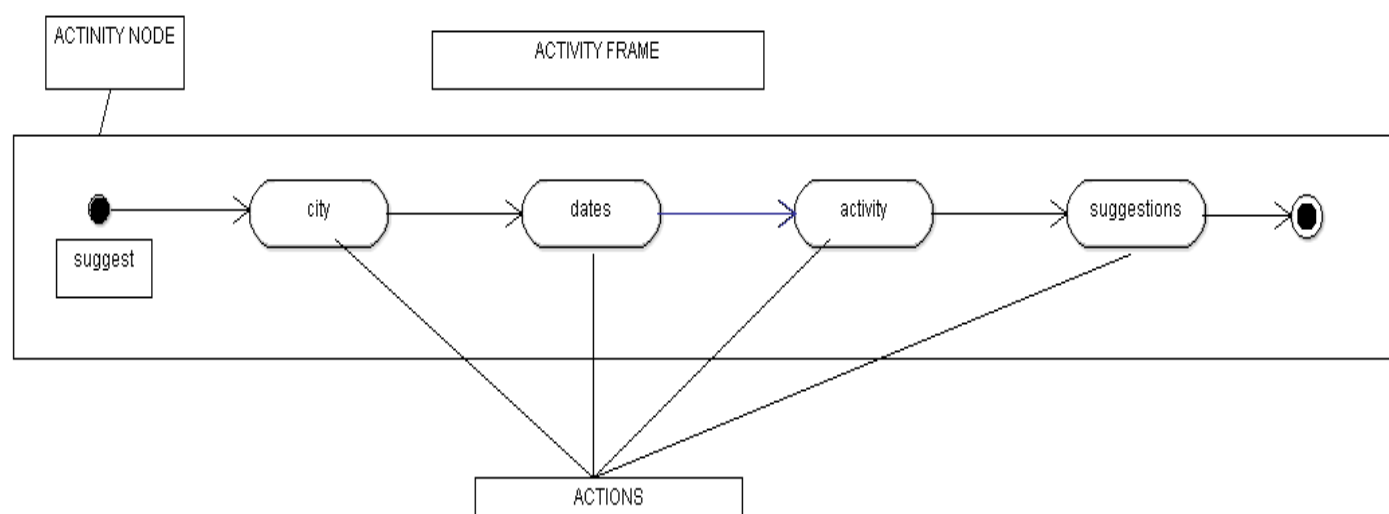 ACTINITY NODE
ACTIVITY FRAME
city
dates
activity
suggestions
suggest
ACTIONS